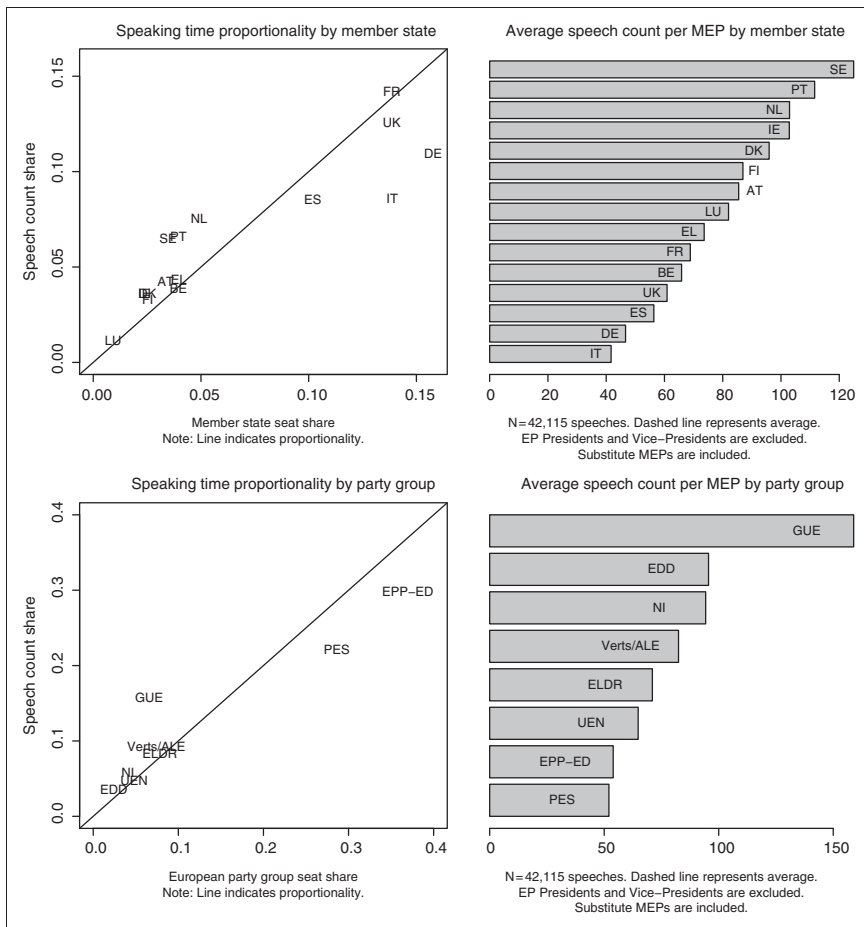 Speaking time proportionality by member state
Speech count share
0.15
0.10
0.05
0.00
FR
UK
DE
ES
IT
NL
SE
PT
AT
EL
BE
DK
FI
LU
0.00 0.05 0.10 0.15
Member state seat share
Note: Line indicates proportionality.
Average speech count per MEP by member state
SE
PT
NL
IE
DK
FI
AT
LU
EL
FR
BE
UK
ES
DE
IT
0 20 40 60 80 100 120
N=42,115 speeches. Dashed line represents average.
EP Presidents and Vice−Presidents are excluded.
Substitute MEPs are included.
Speaking time proportionality by party group
Speech count share
0.4
0.3
0.2
0.1
0.0
EPP−ED
PES
GUE
Verts/ALE
ELDR
NI
UEN
EDD
0.0 0.1 0.2 0.3 0.4
European party group seat share
Note: Line indicates proportionality.
Average speech count per MEP by party group
GUE
EDD
NI
Verts/ALE
ELDR
UEN
EPP−ED
PES
0 50 100 150
N=42,115 speeches. Dashed line represents average.
EP Presidents and Vice−Presidents are excluded.
Substitute MEPs are included.